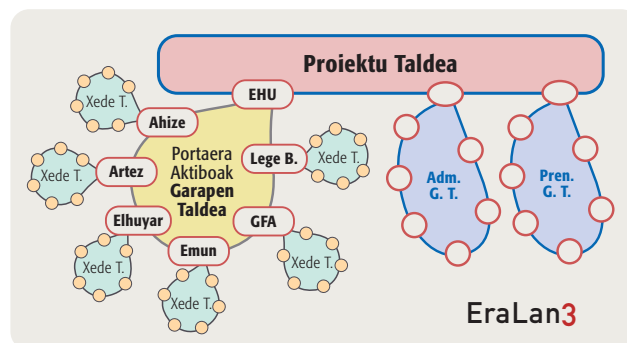 Proiektu Taldea
EHU
Xede T.
Ahize
Portaera
Aktiboak
Garapen
Taldea
Lege B.
Xede T.
Artez
Xede T.
Adm.
G. T.
Pren.
G. T.
Elhuyar
GFA
Emun
Xede T.
Xede T.
Xede T.
EraLan3